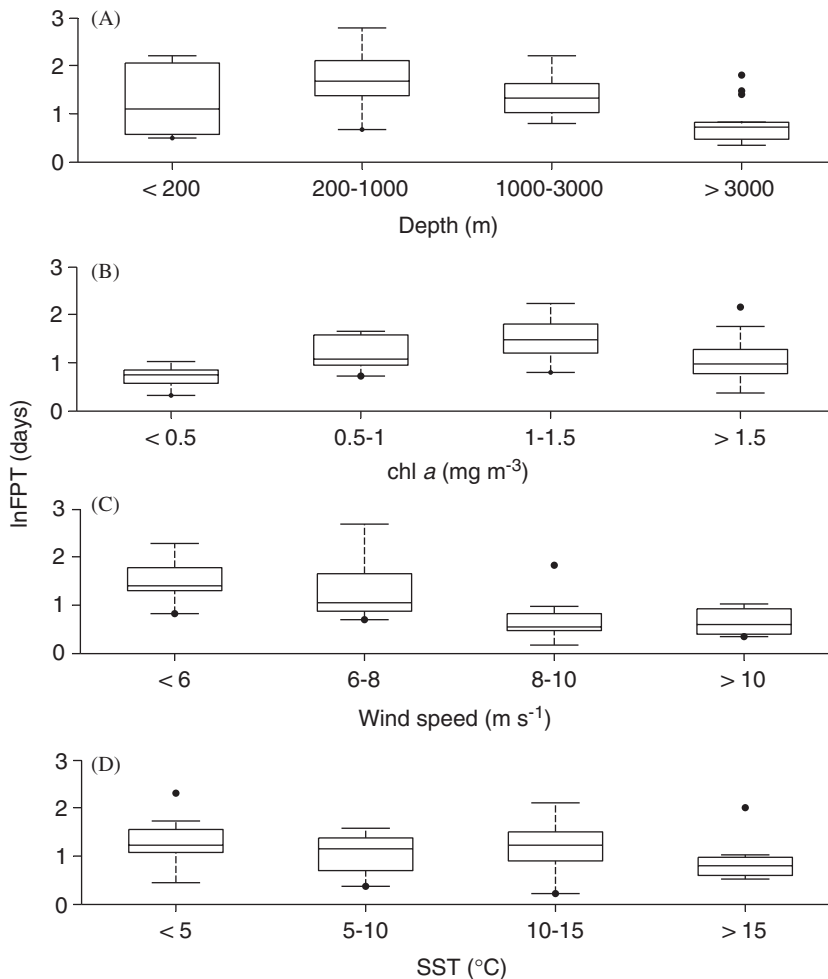 (A)
3
2
1
0
< 200 200-1000 1000-3000 > 3000
Depth (m)
(B)
3
2
1
0
< 0.5 0.5-1 1-1.5 > 1.5
chl a (mg m-3)
lnFPT (days)
(C)
3
2
1
0
< 6 6-8 8-10 > 10
Wind speed (m s-1)
(D)
3
2
1
0
< 5 5-10 10-15 > 15
SST (°C)